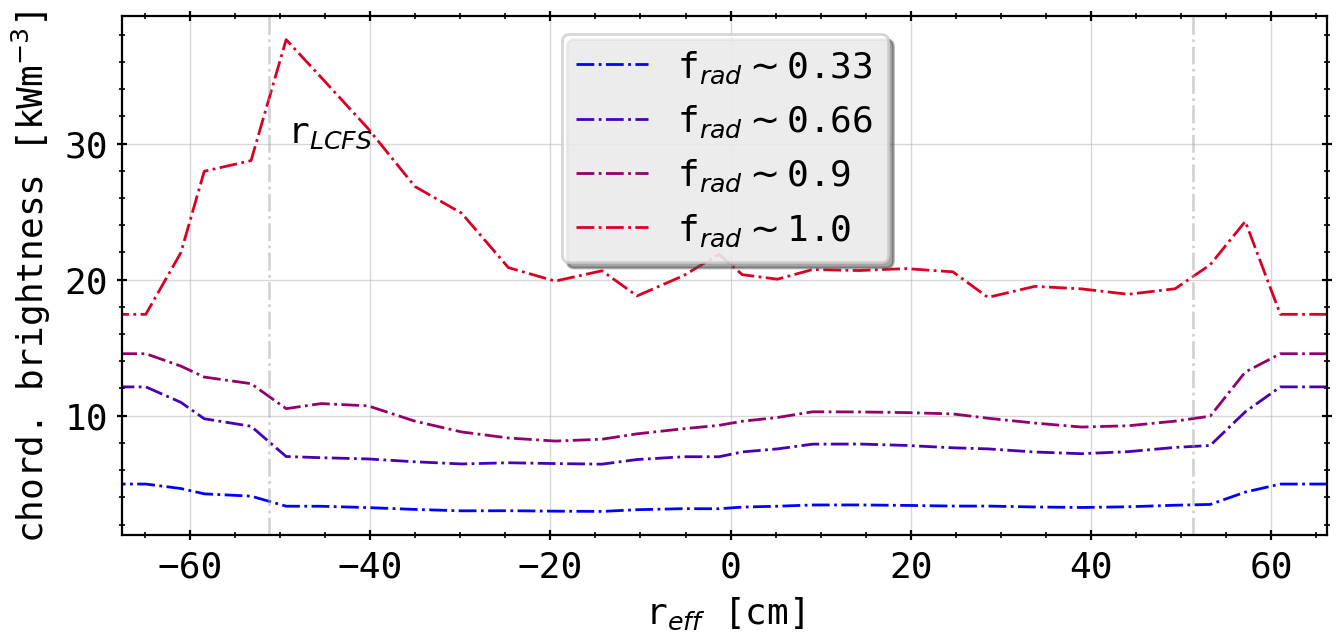 chord. brightness [kWm⁻³]
30
20
10
r_LCFS
f_rad ∼ 0.33
f_rad ∼ 0.66
f_rad ∼ 0.9
f_rad ∼ 1.0
−60 −40 −20 0 20 40 60
r_eff [cm]